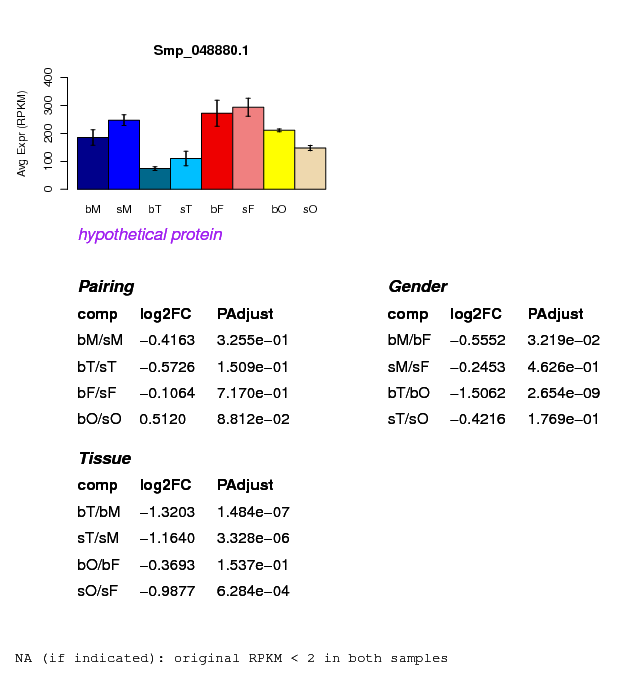 Smp_048880.1
Avg Expr (RPKM)
400
300
200
100
0
bM sM bT sT bF sF bO sO
hypothetical protein
Pairing
comp log2FC PAdjust
bM/sM −0.4163 3.255e−01
bT/sT −0.5726 1.509e−01
bF/sF −0.1064 7.170e−01
bO/sO 0.5120 8.812e−02
Gender
comp log2FC PAdjust
bM/bF −0.5552 3.219e−02
sM/sF −0.2453 4.626e−01
bT/bO −1.5062 2.654e−09
sT/sO −0.4216 1.769e−01
Tissue
comp log2FC PAdjust
bT/bM −1.3203 1.484e−07
sT/sM −1.1640 3.328e−06
bO/bF −0.3693 1.537e−01
sO/sF −0.9877 6.284e−04
NA (if indicated): original RPKM < 2 in both samples